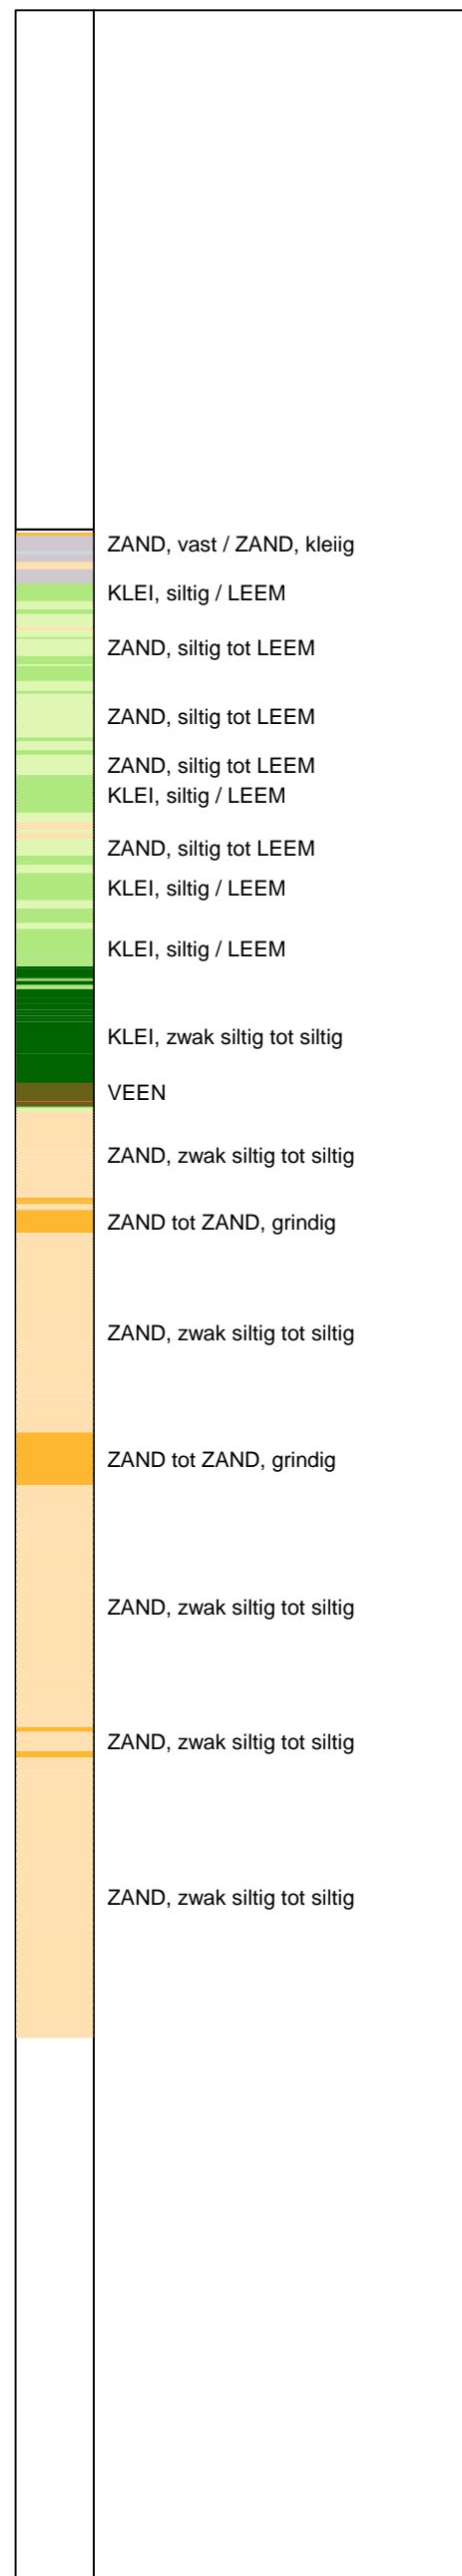 ZAND, vast / ZAND, kleiig
KLEI, siltig / LEEM
ZAND, siltig tot LEEM
ZAND, siltig tot LEEM
ZAND, siltig tot LEEM
KLEI, siltig / LEEM
ZAND, siltig tot LEEM
KLEI, siltig / LEEM
KLEI, siltig / LEEM
KLEI, zwak siltig tot siltig
VEEN
ZAND, zwak siltig tot siltig
ZAND tot ZAND, grindig
ZAND, zwak siltig tot siltig
ZAND tot ZAND, grindig
ZAND, zwak siltig tot siltig
ZAND, zwak siltig tot siltig
ZAND, zwak siltig tot siltig